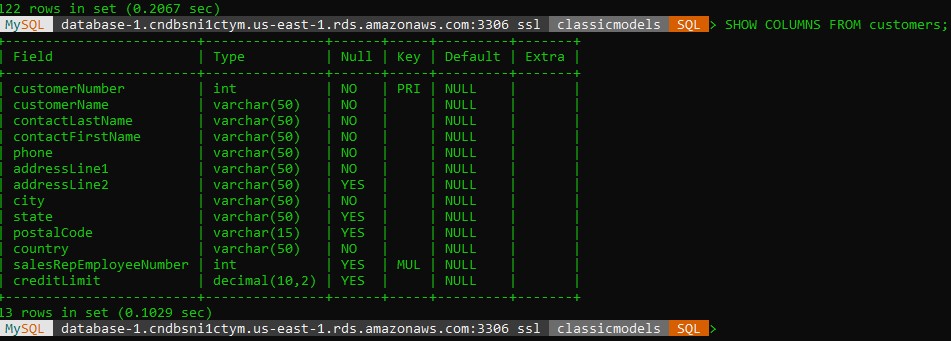 122 rows in set (0.2067 sec)
MySQL database-1.cndbsni1ctym.us-east-1.rds.amazonaws.com:3306 ssl classicmodels SQL > SHOW COLUMNS FROM customers;
+------------------------+---------------+------+-----+---------+-------+
| Field                  | Type          | Null | Key | Default | Extra |
+------------------------+---------------+------+-----+---------+-------+
| customerNumber         | int           | NO   | PRI | NULL    |       |
| customerName           | varchar(50)   | NO   |     | NULL    |       |
| contactLastName        | varchar(50)   | NO   |     | NULL    |       |
| contactFirstName       | varchar(50)   | NO   |     | NULL    |       |
| phone                  | varchar(50)   | NO   |     | NULL    |       |
| addressLine1           | varchar(50)   | NO   |     | NULL    |       |
| addressLine2           | varchar(50)   | YES  |     | NULL    |       |
| city                   | varchar(50)   | NO   |     | NULL    |       |
| state                  | varchar(50)   | YES  |     | NULL    |       |
| postalCode             | varchar(15)   | YES  |     | NULL    |       |
| country                | varchar(50)   | NO   |     | NULL    |       |
| salesRepEmployeeNumber | int           | YES  | MUL | NULL    |       |
| creditLimit            | decimal(10,2) | YES  |     | NULL    |       |
+------------------------+---------------+------+-----+---------+-------+
13 rows in set (0.1029 sec)
MySQL database-1.cndbsni1ctym.us-east-1.rds.amazonaws.com:3306 ssl classicmodels SQL >